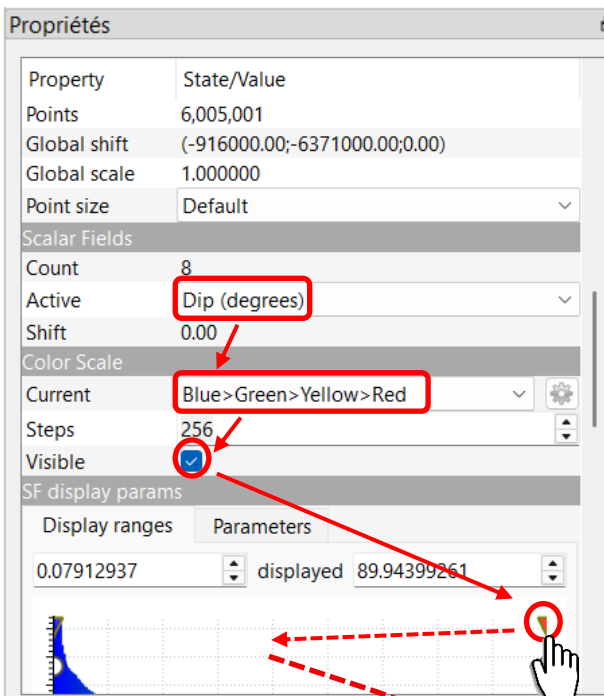 Propriétés
Property State/Value
Points 6,005,001
Global shift (-916000.00;-6371000.00;0.00)
Global scale 1.000000
Point size Default
Scalar Fields
Count 8
Active Dip (degrees)
Shift 0.00
Color Scale
Current Blue>Green>Yellow>Red
Steps 256
Visible
SF display params
Display ranges Parameters
0.07912937 displayed 89.94399261